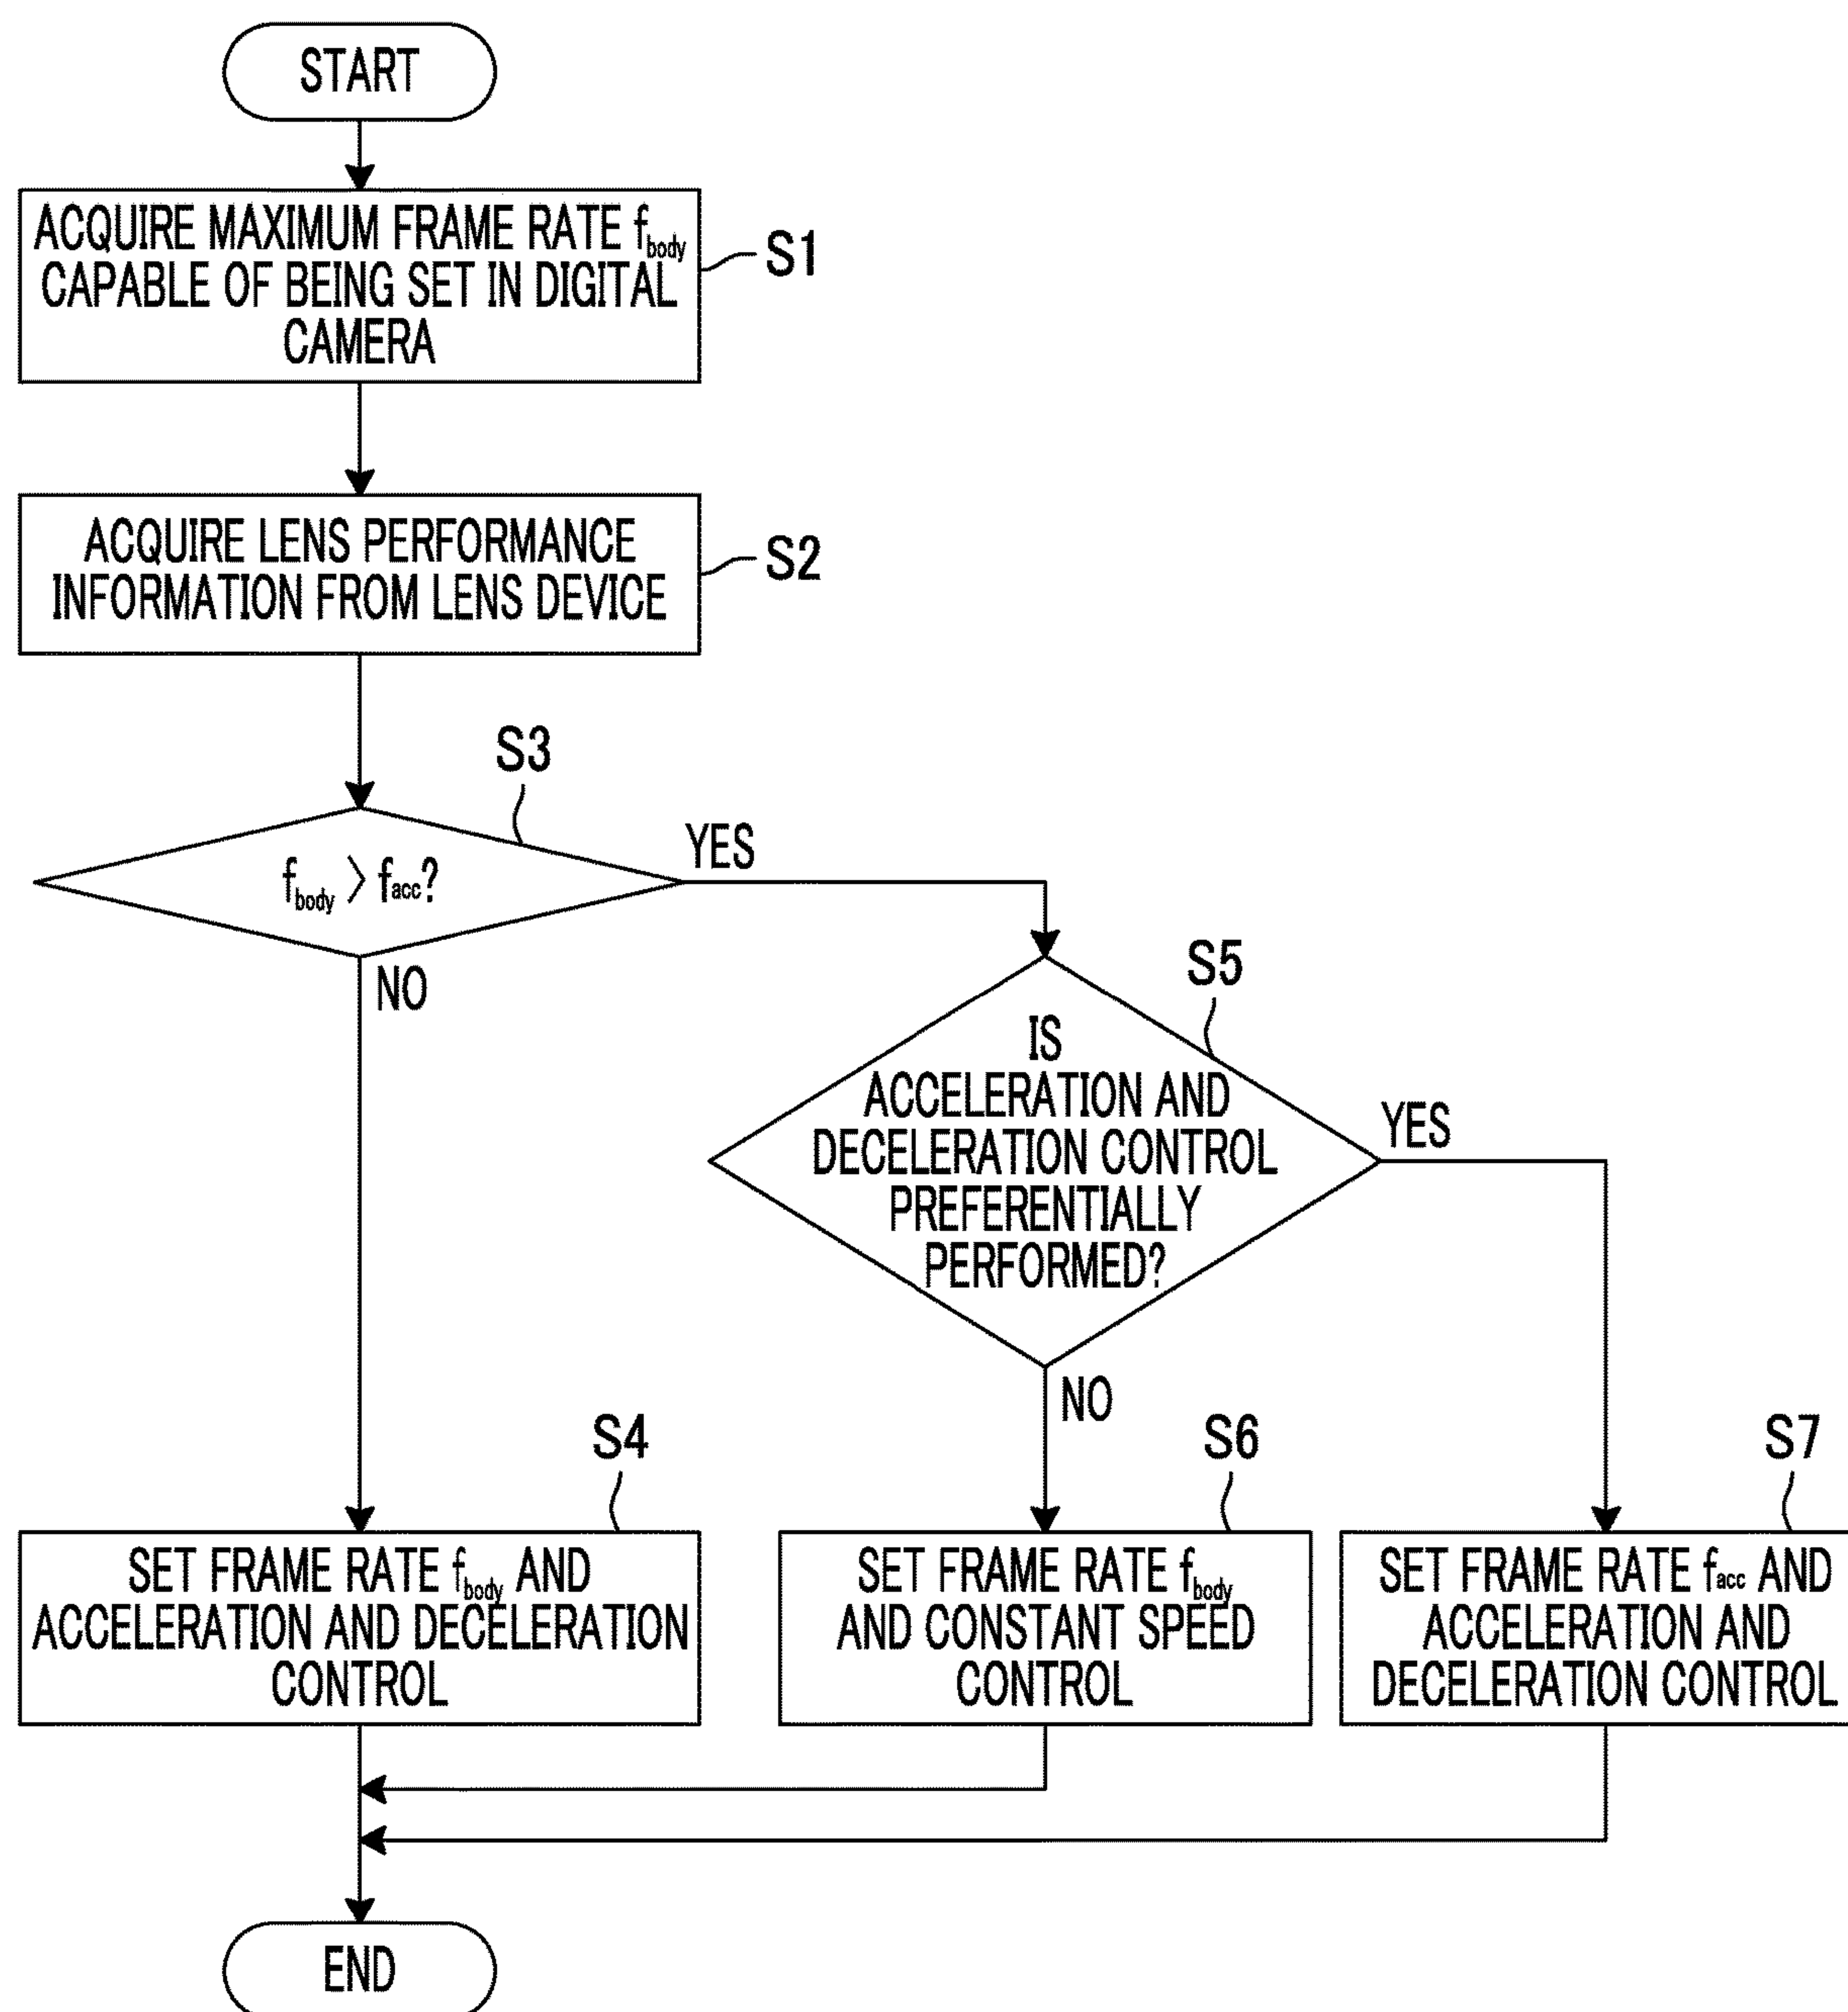 START
ACQUIRE MAXIMUM FRAME RATE fbody
CAPABLE OF BEING SET IN DIGITAL
CAMERA
S1
ACQUIRE LENS PERFORMANCE
INFORMATION FROM LENS DEVICE
S2
S3
fbody > facc?
YES
NO
S5
IS
ACCELERATION AND
DECELERATION CONTROL
PREFERENTIALLY
PERFORMED?
YES
NO
S4
SET FRAME RATE fbody AND
ACCELERATION AND DECELERATION
CONTROL
S6
SET FRAME RATE fbody
AND CONSTANT SPEED
CONTROL
S7
SET FRAME RATE facc AND
ACCELERATION AND
DECELERATION CONTROL
END